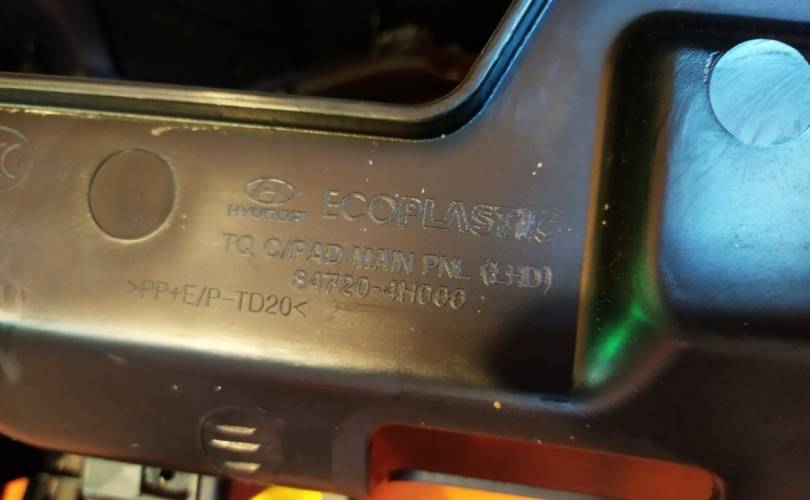 HYUNDAI ECOPLASTIC
TQ C/PAD MAIN PNL (LHD)
84720-4H000
>PP+E/P-TD20<